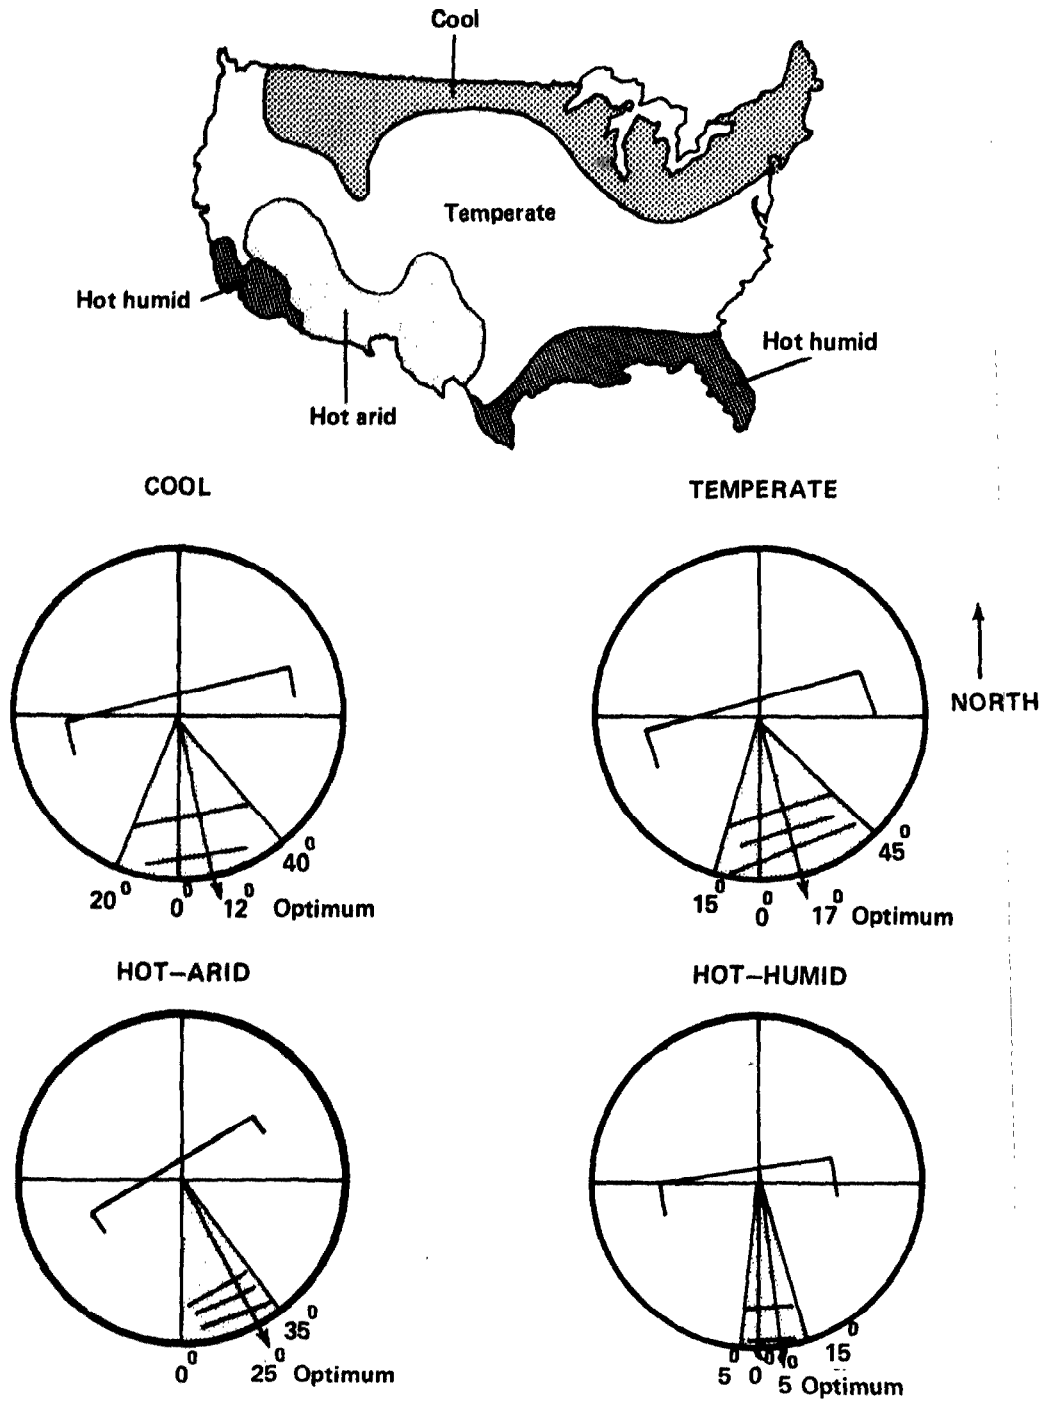 Cool
Temperate
Hot humid
Hot humid
Hot arid
COOL
TEMPERATE
NORTH
20° 0° 12° Optimum 40°
15° 0° 17° Optimum 45°
HOT–ARID
HOT–HUMID
0° 25° Optimum 35°
5° 0° 5° Optimum 15°